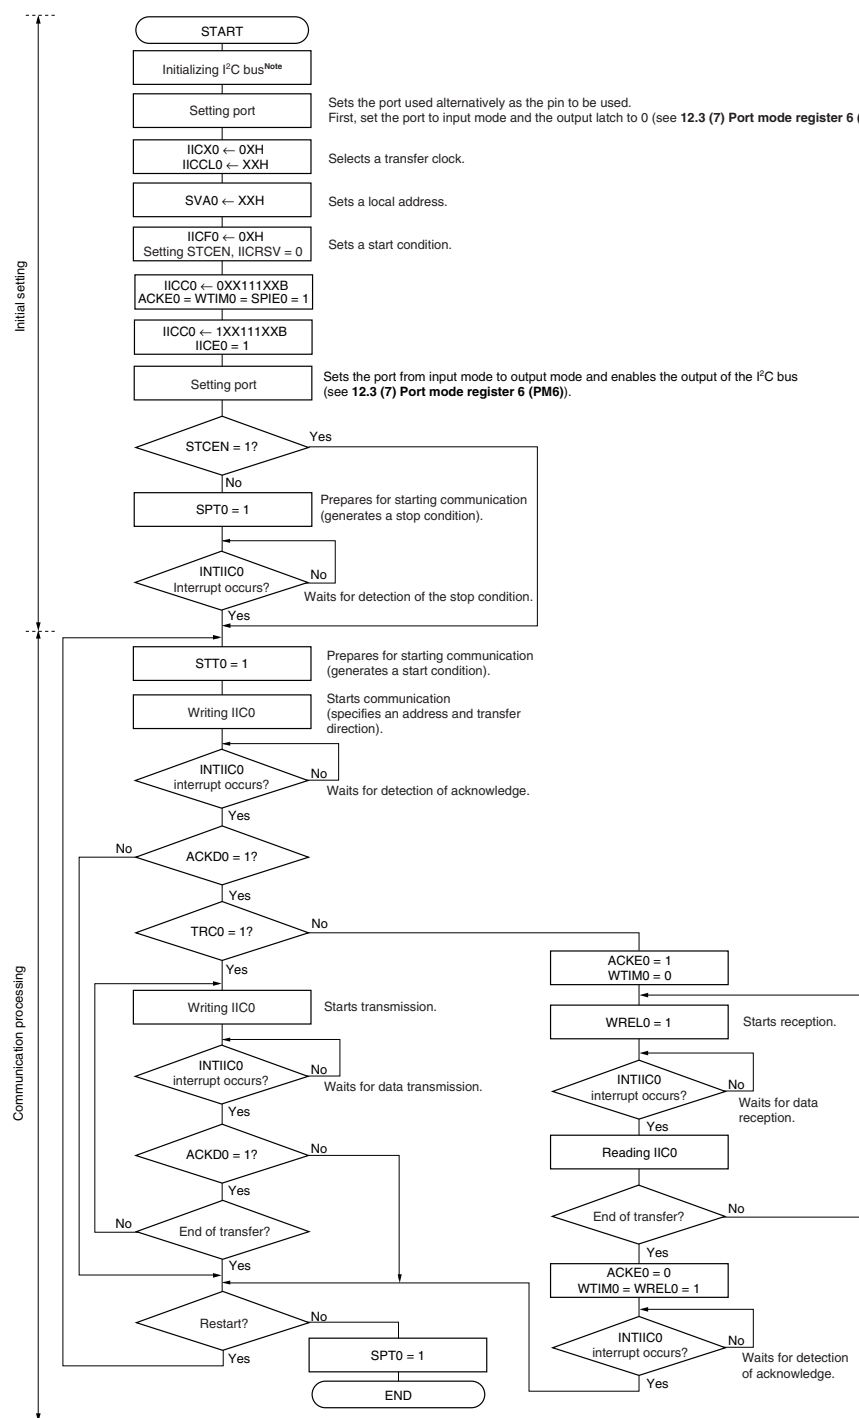 START
Initializing I²C bus^Note
Setting port
Sets the port used alternatively as the pin to be used.
First, set the port to input mode and the output latch to 0 (see 12.3 (7) Port mode register 6 (
IICX0 ← 0XH
IICCL0 ← XXH
Selects a transfer clock.
SVA0 ← XXH
Sets a local address.
IICF0 ← 0XH
Setting STCEN, IICRSV = 0
Sets a start condition.
IICC0 ← 0XX111XXB
ACKE0 = WTIM0 = SPIE0 = 1
IICC0 ← 1XX111XXB
IICE0 = 1
Setting port
Sets the port from input mode to output mode and enables the output of the I²C bus
(see 12.3 (7) Port mode register 6 (PM6)).
Initial setting
STCEN = 1?
Yes
No
SPT0 = 1
Prepares for starting communication
(generates a stop condition).
INTIIC0
Interrupt occurs?
No
Waits for detection of the stop condition.
Yes
STT0 = 1
Prepares for starting communication
(generates a start condition).
Writing IIC0
Starts communication
(specifies an address and transfer
direction).
INTIIC0
interrupt occurs?
No
Waits for detection of acknowledge.
Yes
No
ACKD0 = 1?
Yes
TRC0 = 1?
No
Yes
Communication processing
Writing IIC0
Starts transmission.
INTIIC0
interrupt occurs?
No
Waits for data transmission.
Yes
ACKD0 = 1?
No
Yes
No
End of transfer?
Yes
Restart?
No
Yes
SPT0 = 1
END
ACKE0 = 1
WTIM0 = 0
WREL0 = 1
Starts reception.
INTIIC0
interrupt occurs?
No
Waits for data
reception.
Yes
Reading IIC0
End of transfer?
No
Yes
ACKE0 = 0
WTIM0 = WREL0 = 1
INTIIC0
interrupt occurs?
No
Waits for detection
of acknowledge.
Yes